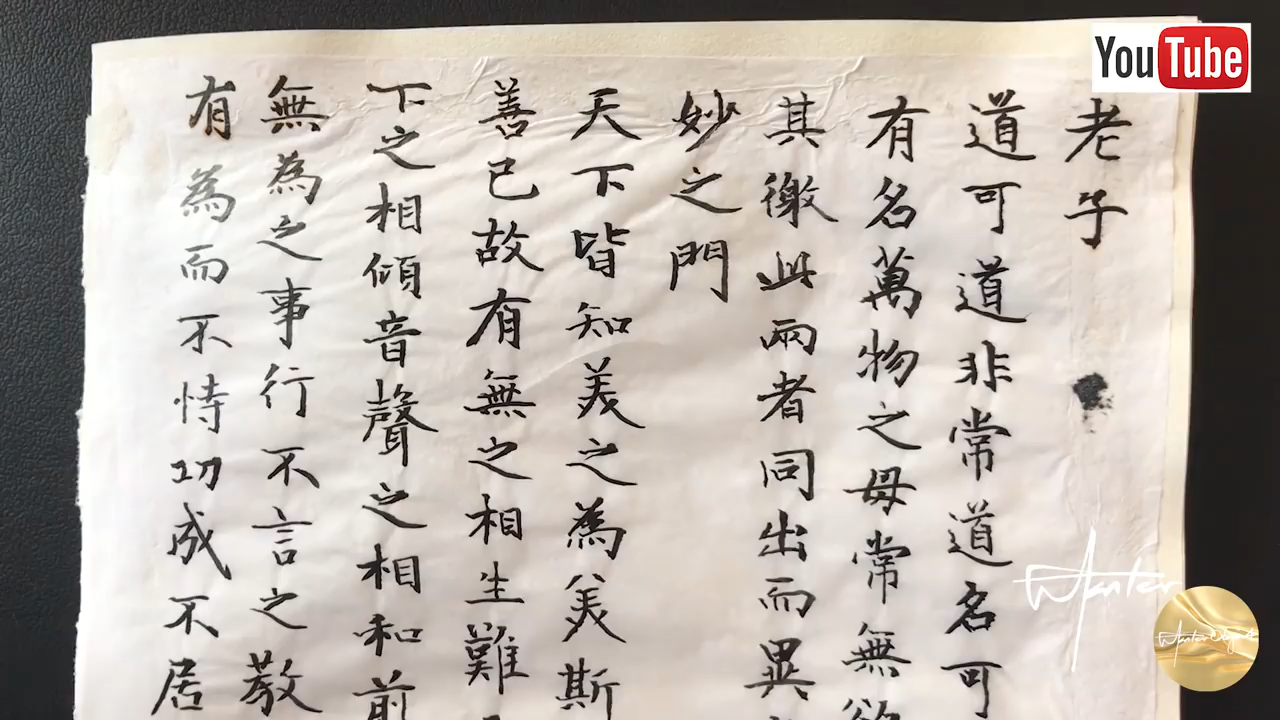 老子
道可道非常道名可
有名萬物之母常無欲
其徼此兩者同出而異
妙之門
天下皆知美之為美斯
善已故有無之相生難
下之相傾音聲之相和前
無為之事行不言之教
有為而不恃功成不居
YouTube